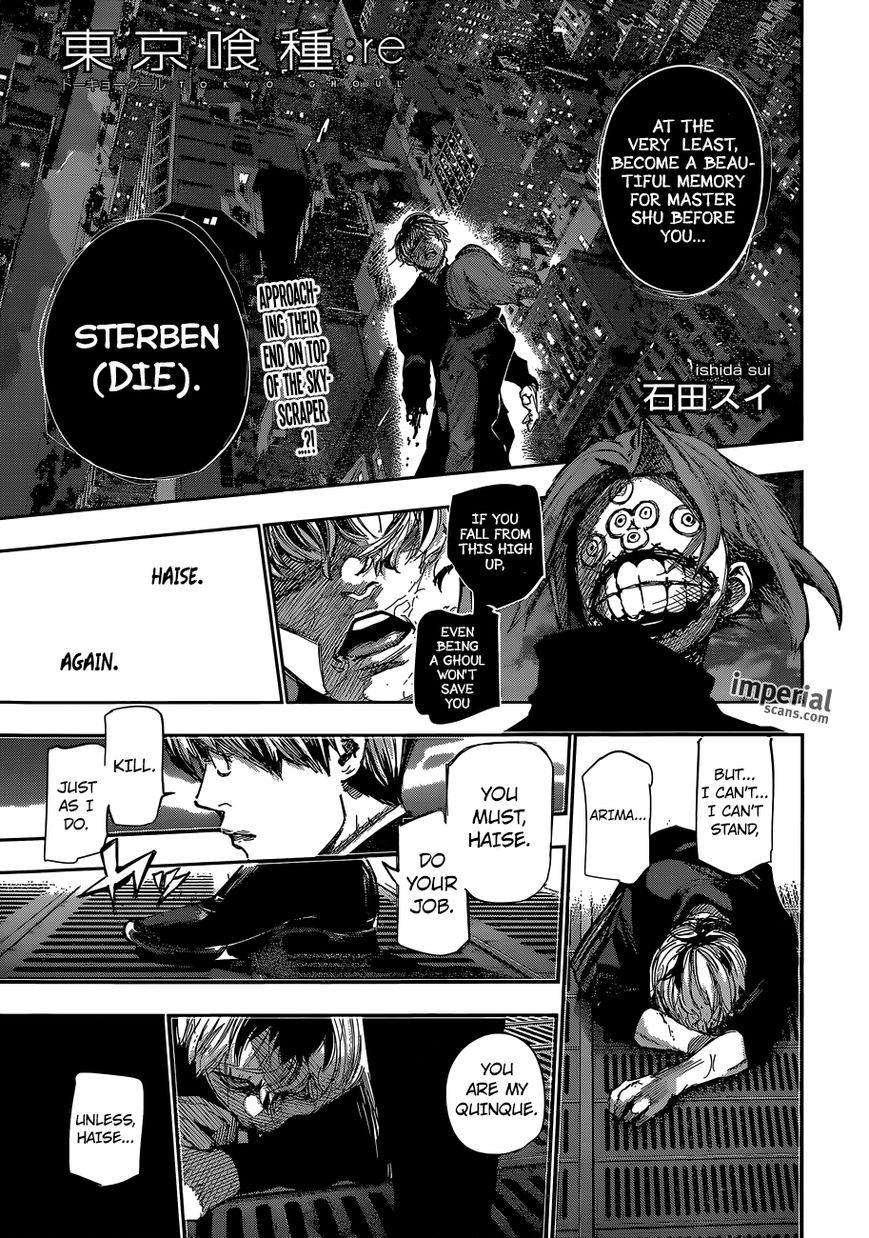 東京喰種:re
トーキョーグール TOKYO GHOUL
AT THE
VERY LEAST,
BECOME A BEAU-
TIFUL MEMORY
FOR MASTER
SHU BEFORE
YOU...
APPROACH-
ING THEIR
END ON TOP
OF THE SKY-
SCRAPER
....?!
STERBEN
(DIE).
ishida sui
石田スイ
IF YOU
FALL FROM
THIS HIGH
UP,
EVEN
BEING
A GHOUL
WON'T
SAVE
YOU
HAISE.
AGAIN.
imperial
scans.com
BUT...
I CAN'T...
I CAN'T
STAND,
ARIMA...
YOU
MUST,
HAISE.
DO
YOUR
JOB.
KILL.
JUST
AS I
DO.
YOU
ARE MY
QUINQUE.
UNLESS,
HAISE...